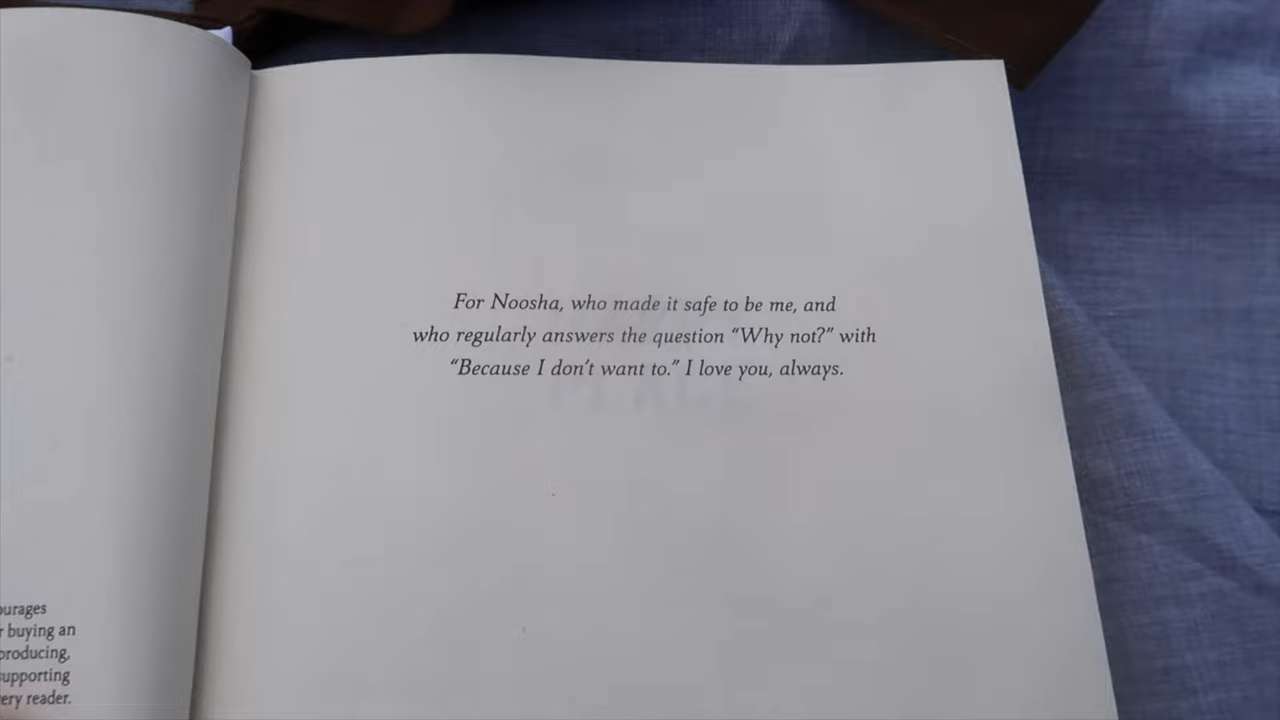 ourages
buying an
producing,
supporting
ery reader.
For Noosha, who made it safe to be me, and
who regularly answers the question “Why not?” with
“Because I don’t want to.” I love you, always.